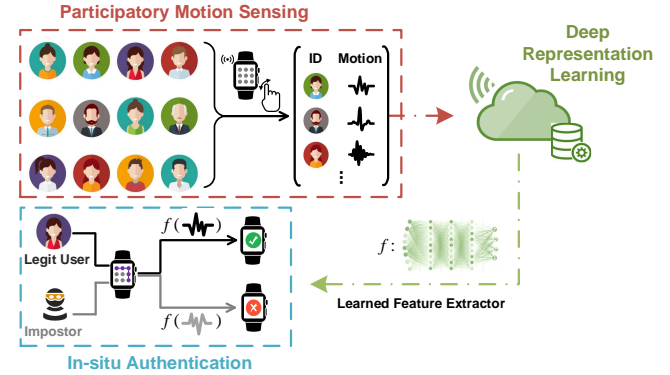 Participatory Motion Sensing
ID Motion
Deep
Representation
Learning
Legit User
f(        )
Impostor
f(        )
f:
Learned Feature Extractor
In-situ Authentication